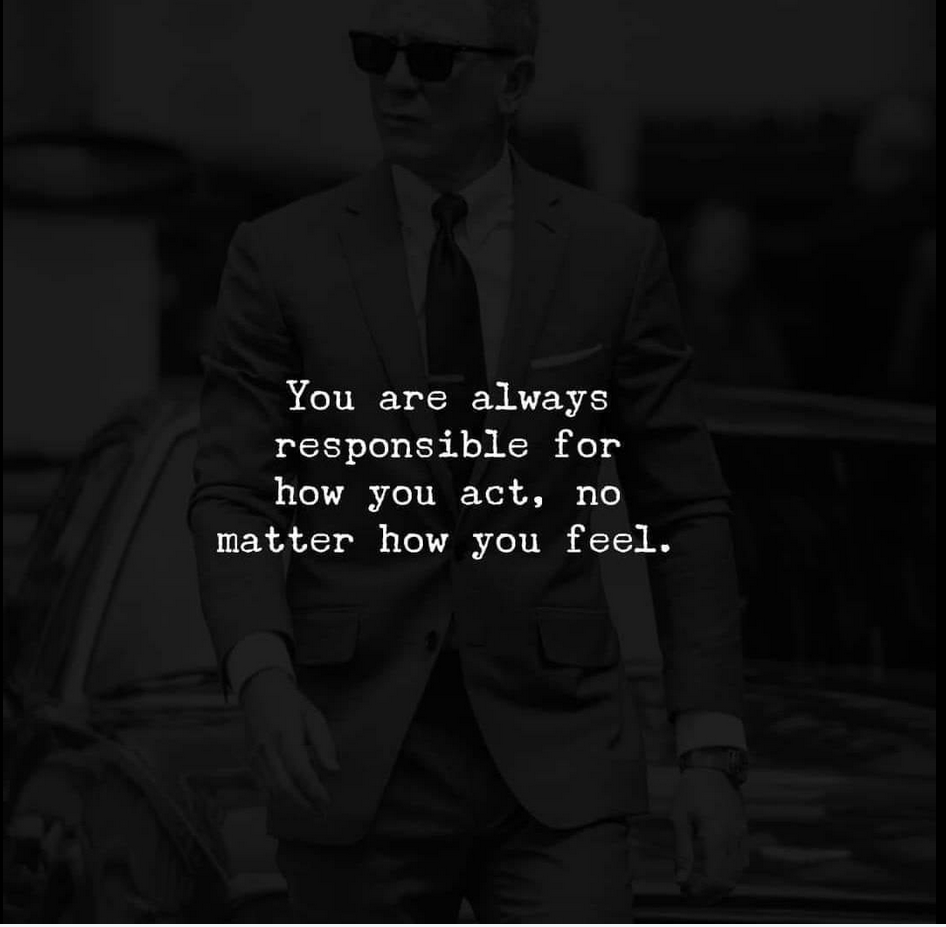 You are always
responsible for
how you act, no
matter how you feel.